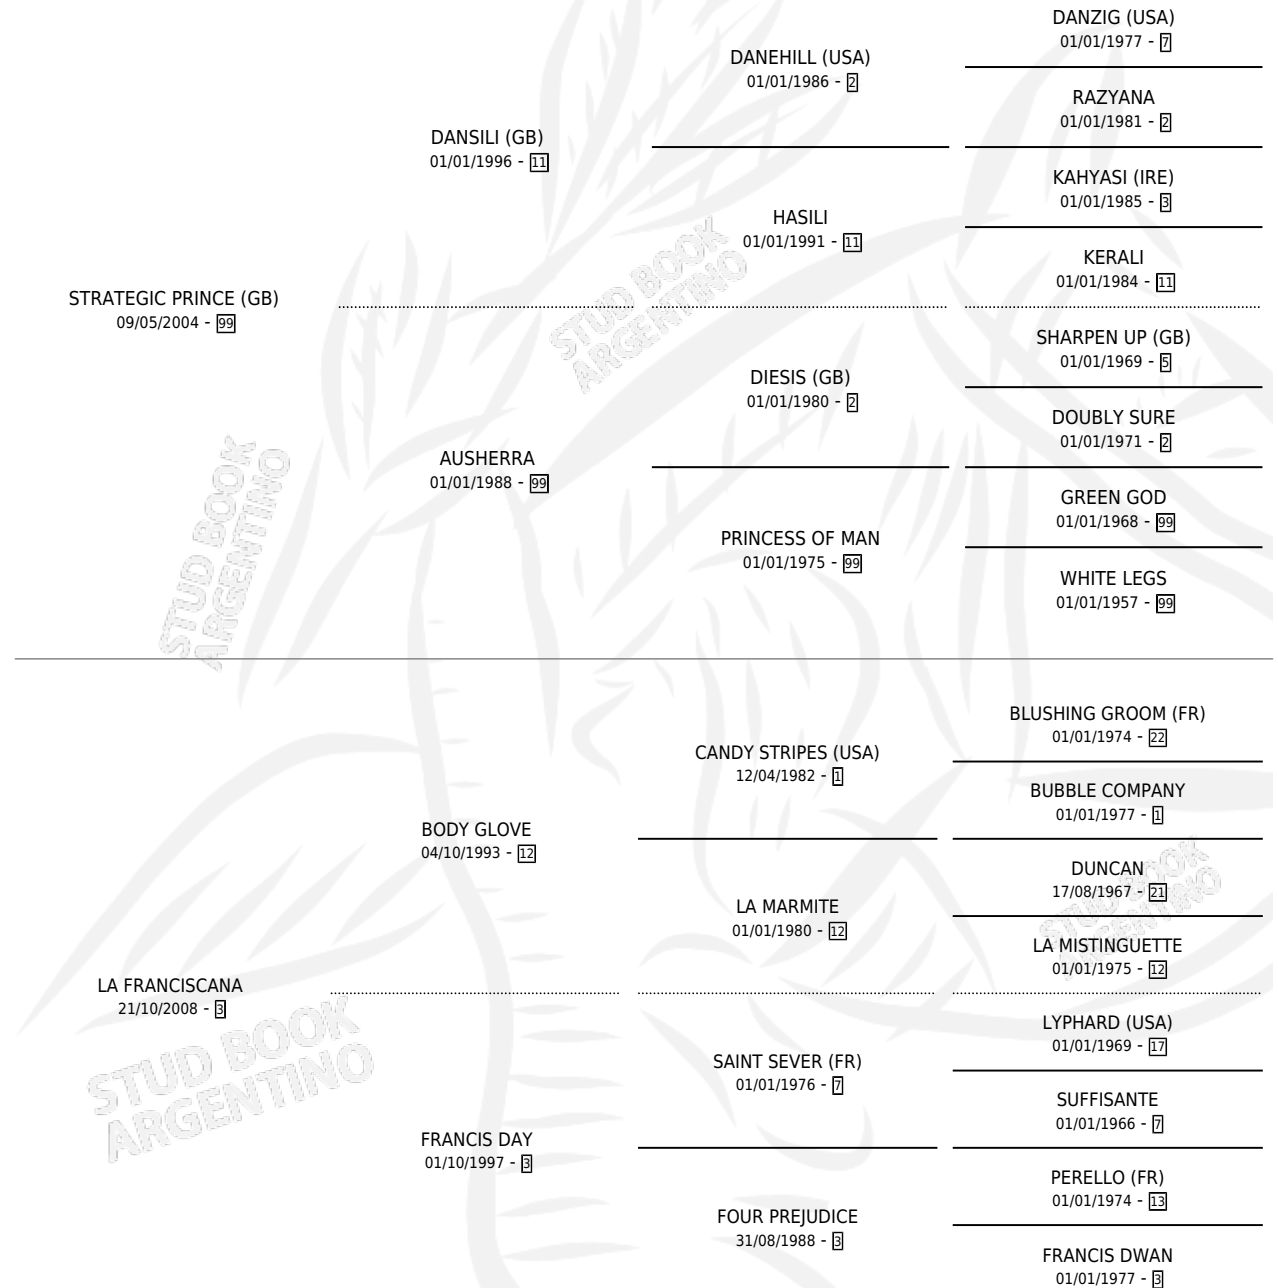 DANZIG (USA)
01/01/1977 - 7
DANEHILL (USA)
01/01/1986 - 2
RAZYANA
01/01/1981 - 2
DANSILI (GB)
01/01/1996 - 11
KAHYASI (IRE)
01/01/1985 - 3
HASILI
01/01/1991 - 11
KERALI
01/01/1984 - 11
STRATEGIC PRINCE (GB)
09/05/2004 - 99
SHARPEN UP (GB)
01/01/1969 - 5
DIESIS (GB)
01/01/1980 - 2
DOUBLY SURE
01/01/1971 - 2
AUSHERRA
01/01/1988 - 99
GREEN GOD
01/01/1968 - 99
PRINCESS OF MAN
01/01/1975 - 99
WHITE LEGS
01/01/1957 - 99
BLUSHING GROOM (FR)
01/01/1974 - 22
CANDY STRIPES (USA)
12/04/1982 - 1
BUBBLE COMPANY
01/01/1977 - 1
BODY GLOVE
04/10/1993 - 12
DUNCAN
17/08/1967 - 21
LA MARMITE
01/01/1980 - 12
LA MISTINGUETTE
01/01/1975 - 12
LA FRANCISCANA
21/10/2008 - 3
LYPHARD (USA)
01/01/1969 - 17
SAINT SEVER (FR)
01/01/1976 - 7
SUFFISANTE
01/01/1966 - 7
FRANCIS DAY
01/10/1997 - 3
PERELLO (FR)
01/01/1974 - 13
FOUR PREJUDICE
31/08/1988 - 3
FRANCIS DWAN
01/01/1977 - 3
STUD BOOK
ARGENTINO
STUD BOOK
ARGENTINO
STUD BOOK
ARGENTINO
STUD BOOK
ARGENTINO